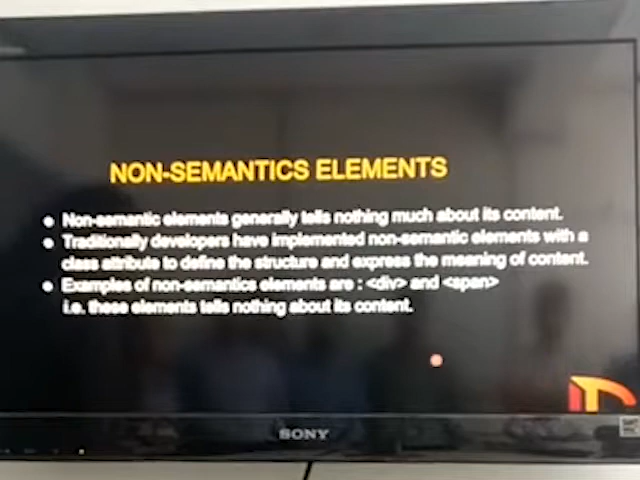 NON-SEMANTICS ELEMENTS
Non-semantic elements generally tells nothing much about its content.
Traditionally developers have implemented non-semantic elements with a
class attribute to define the structure and express the meaning of content.
Examples of non-semantics elements are : <div> and <span>
i.e. these elements tells nothing about its content.
SONY